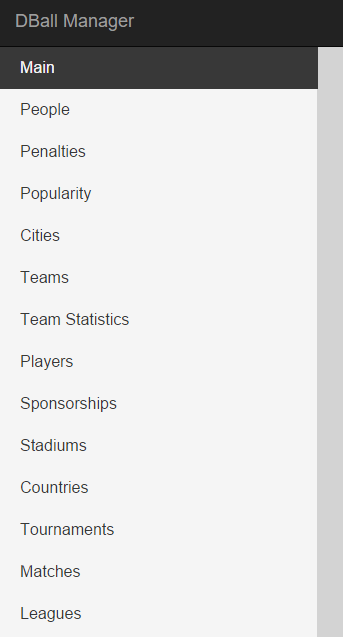 DBall Manager
Main
People
Penalties
Popularity
Cities
Teams
Team Statistics
Players
Sponsorships
Stadiums
Countries
Tournaments
Matches
Leagues